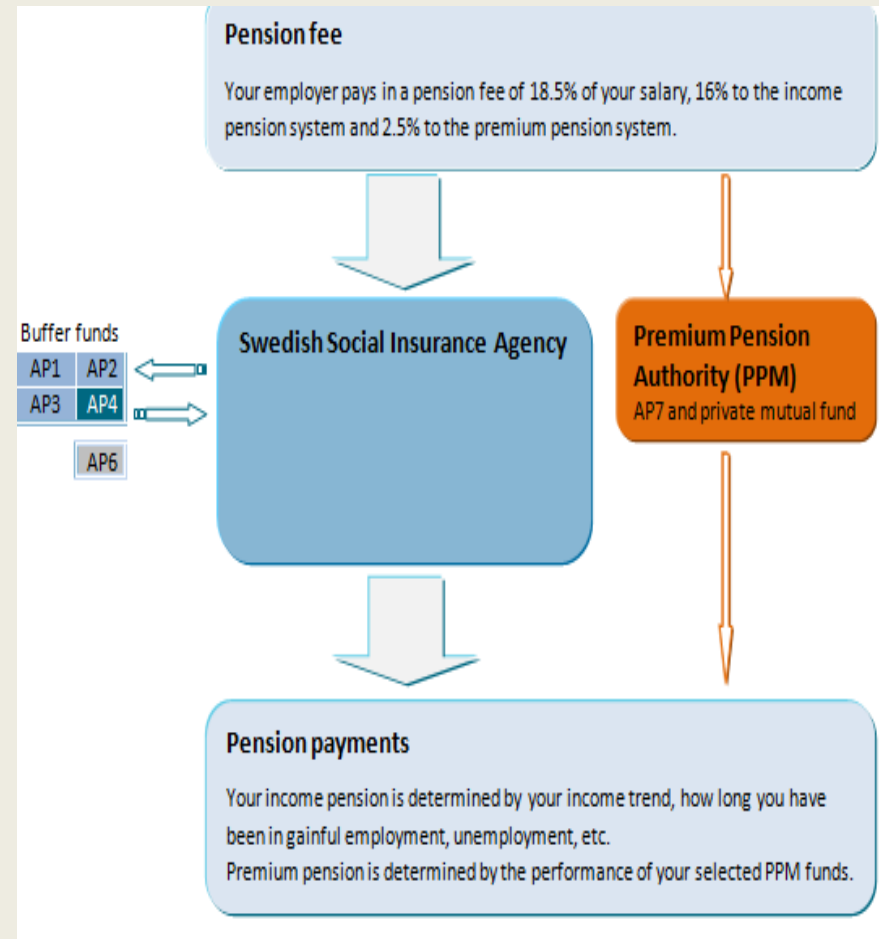 Pension fee
Your employer pays in a pension fee of 18.5% of your salary, 16% to the income
pension system and 2.5% to the premium pension system.
Buffer funds
AP1 AP2
AP3 AP4
AP6
Swedish Social Insurance Agency
Premium Pension
Authority (PPM)
AP7 and private mutual fund
Pension payments
Your income pension is determined by your income trend, how long you have
been in gainful employment, unemployment, etc.
Premium pension is determined by the performance of your selected PPM funds.